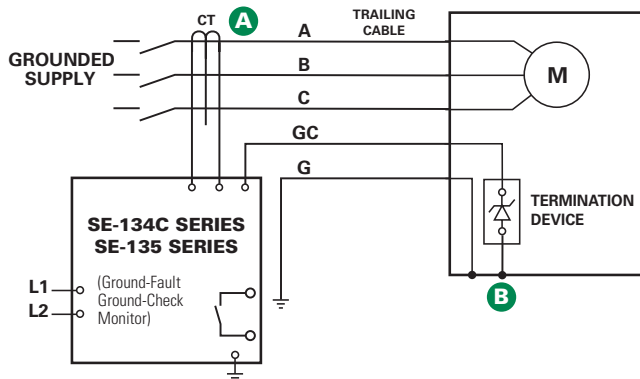 CT
A
TRAILING
CABLE
A
GROUNDED
SUPPLY
B
M
C
GC
G
SE-134C SERIES
SE-135 SERIES
TERMINATION
DEVICE
(Ground-Fault
Ground-Check
Monitor)
L1
L2
B